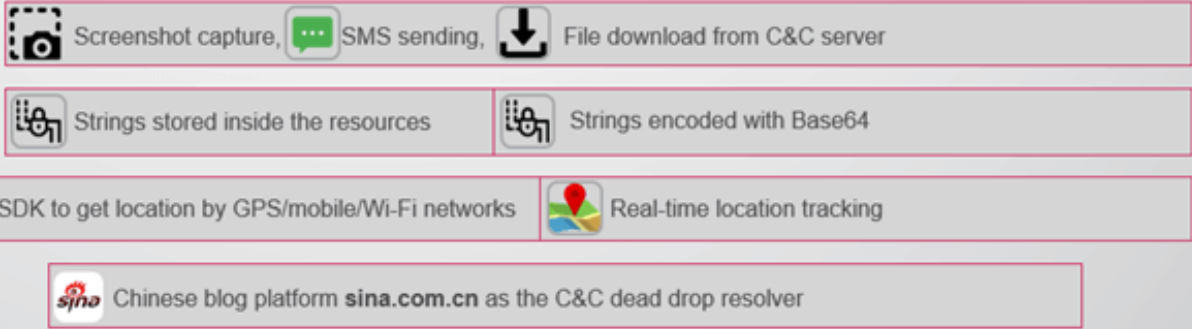 Screenshot capture, SMS sending, File download from C&C server
Strings stored inside the resources Strings encoded with Base64
SDK to get location by GPS/mobile/Wi-Fi networks Real-time location tracking
sina Chinese blog platform sina.com.cn as the C&C dead drop resolver